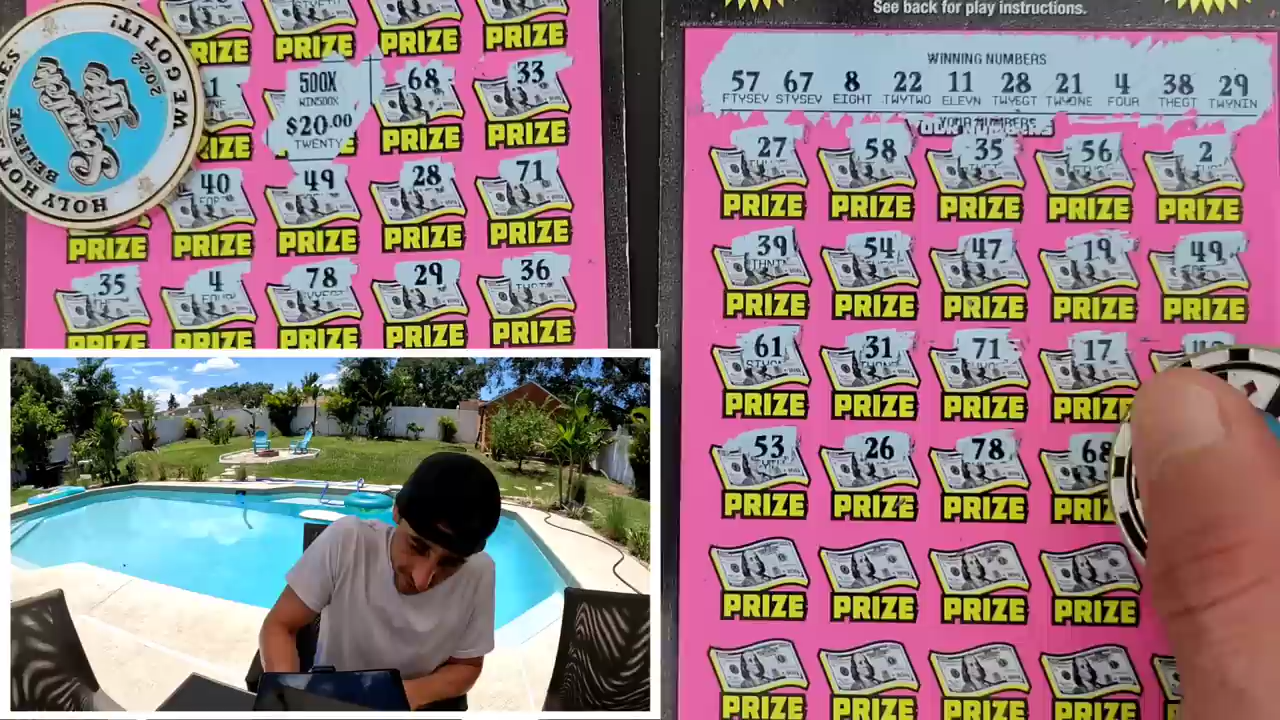 PRIZE PRIZE PRIZE PRIZE
500X 68 33
WIN500X
$20.00 PRIZE PRIZE
TWENTY
40 49 28 71
PRIZE PRIZE PRIZE PRIZE PRIZE
35 4 78 29 36
PRIZE PRIZE PRIZE PRIZE PRIZE
HOLY HOT BELIEVE
WE GOT IT!
2022
See back for play instructions.
WINNING NUMBERS
57 67 8 22 11 28 21 4 38 29
FTYSEV STYSEV EIGHT TWYTWO ELEVN TWYEGT TWYONE FOUR THEGT TWYNIN
YOUR NUMBERS
27 58 35 56 2
PRIZE PRIZE PRIZE PRIZE PRIZE
39 54 47 19 49
PRIZE PRIZE PRIZE PRIZE PRIZE
61 31 71 17
PRIZE PRIZE PRIZE PRIZE
53 26 78 68
PRIZE PRIZE PRIZE PRIZE
PRIZE PRIZE PRIZE PRIZE
PRIZE PRIZE PRIZE PRIZE